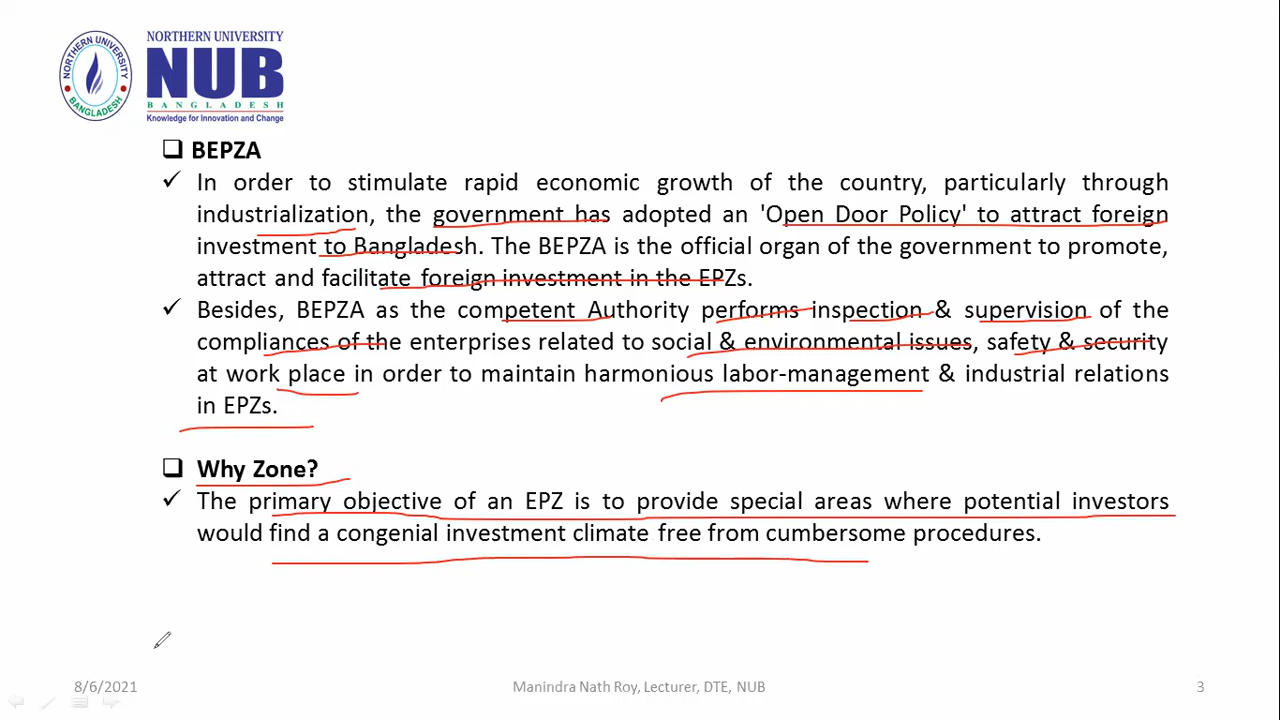 NORTHERN UNIVERSITY
BANGLADESH
NORTHERN UNIVERSITY
NUB
BANGLADESH
Knowledge for Innovation and Change
BEPZA
In order to stimulate rapid economic growth of the country, particularly through
industrialization, the government has adopted an 'Open Door Policy' to attract foreign
investment to Bangladesh. The BEPZA is the official organ of the government to promote,
attract and facilitate foreign investment in the EPZs.
Besides, BEPZA as the competent Authority performs inspection & supervision of the
compliances of the enterprises related to social & environmental issues, safety & security
at work place in order to maintain harmonious labor-management & industrial relations
in EPZs.
Why Zone?
The primary objective of an EPZ is to provide special areas where potential investors
would find a congenial investment climate free from cumbersome procedures.
8/6/2021
Manindra Nath Roy, Lecturer, DTE, NUB
3